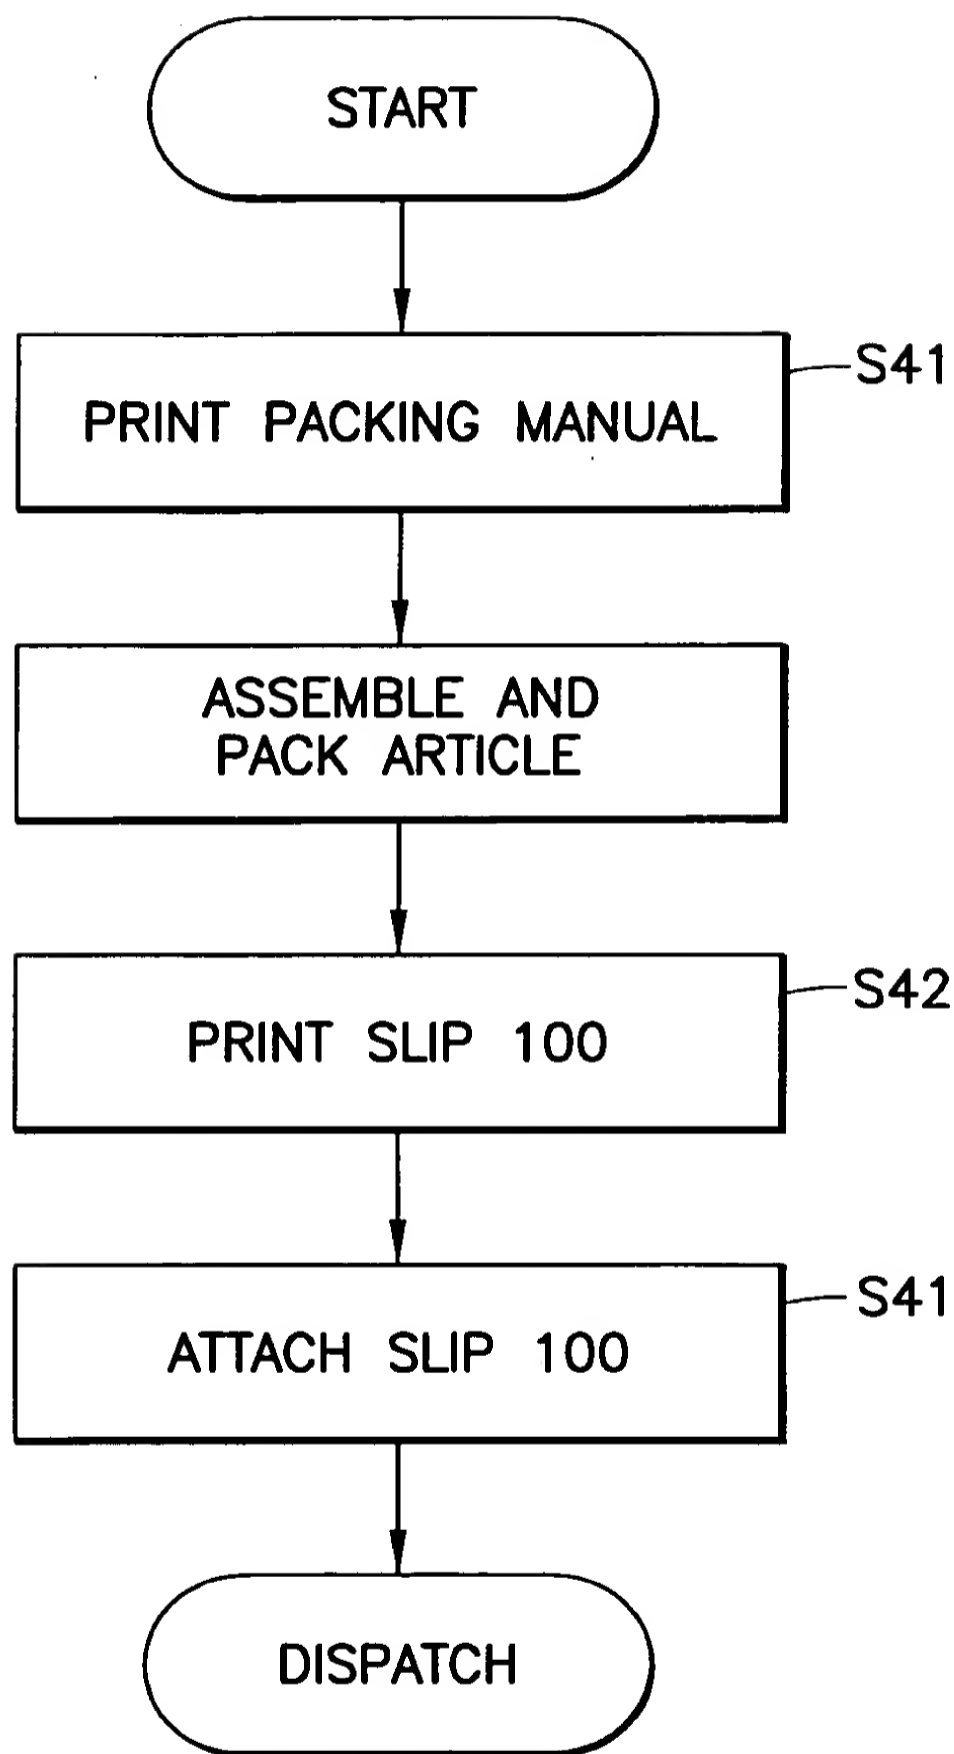 START
S41
PRINT PACKING MANUAL
ASSEMBLE AND
PACK ARTICLE
S42
PRINT SLIP 100
S41
ATTACH SLIP 100
DISPATCH